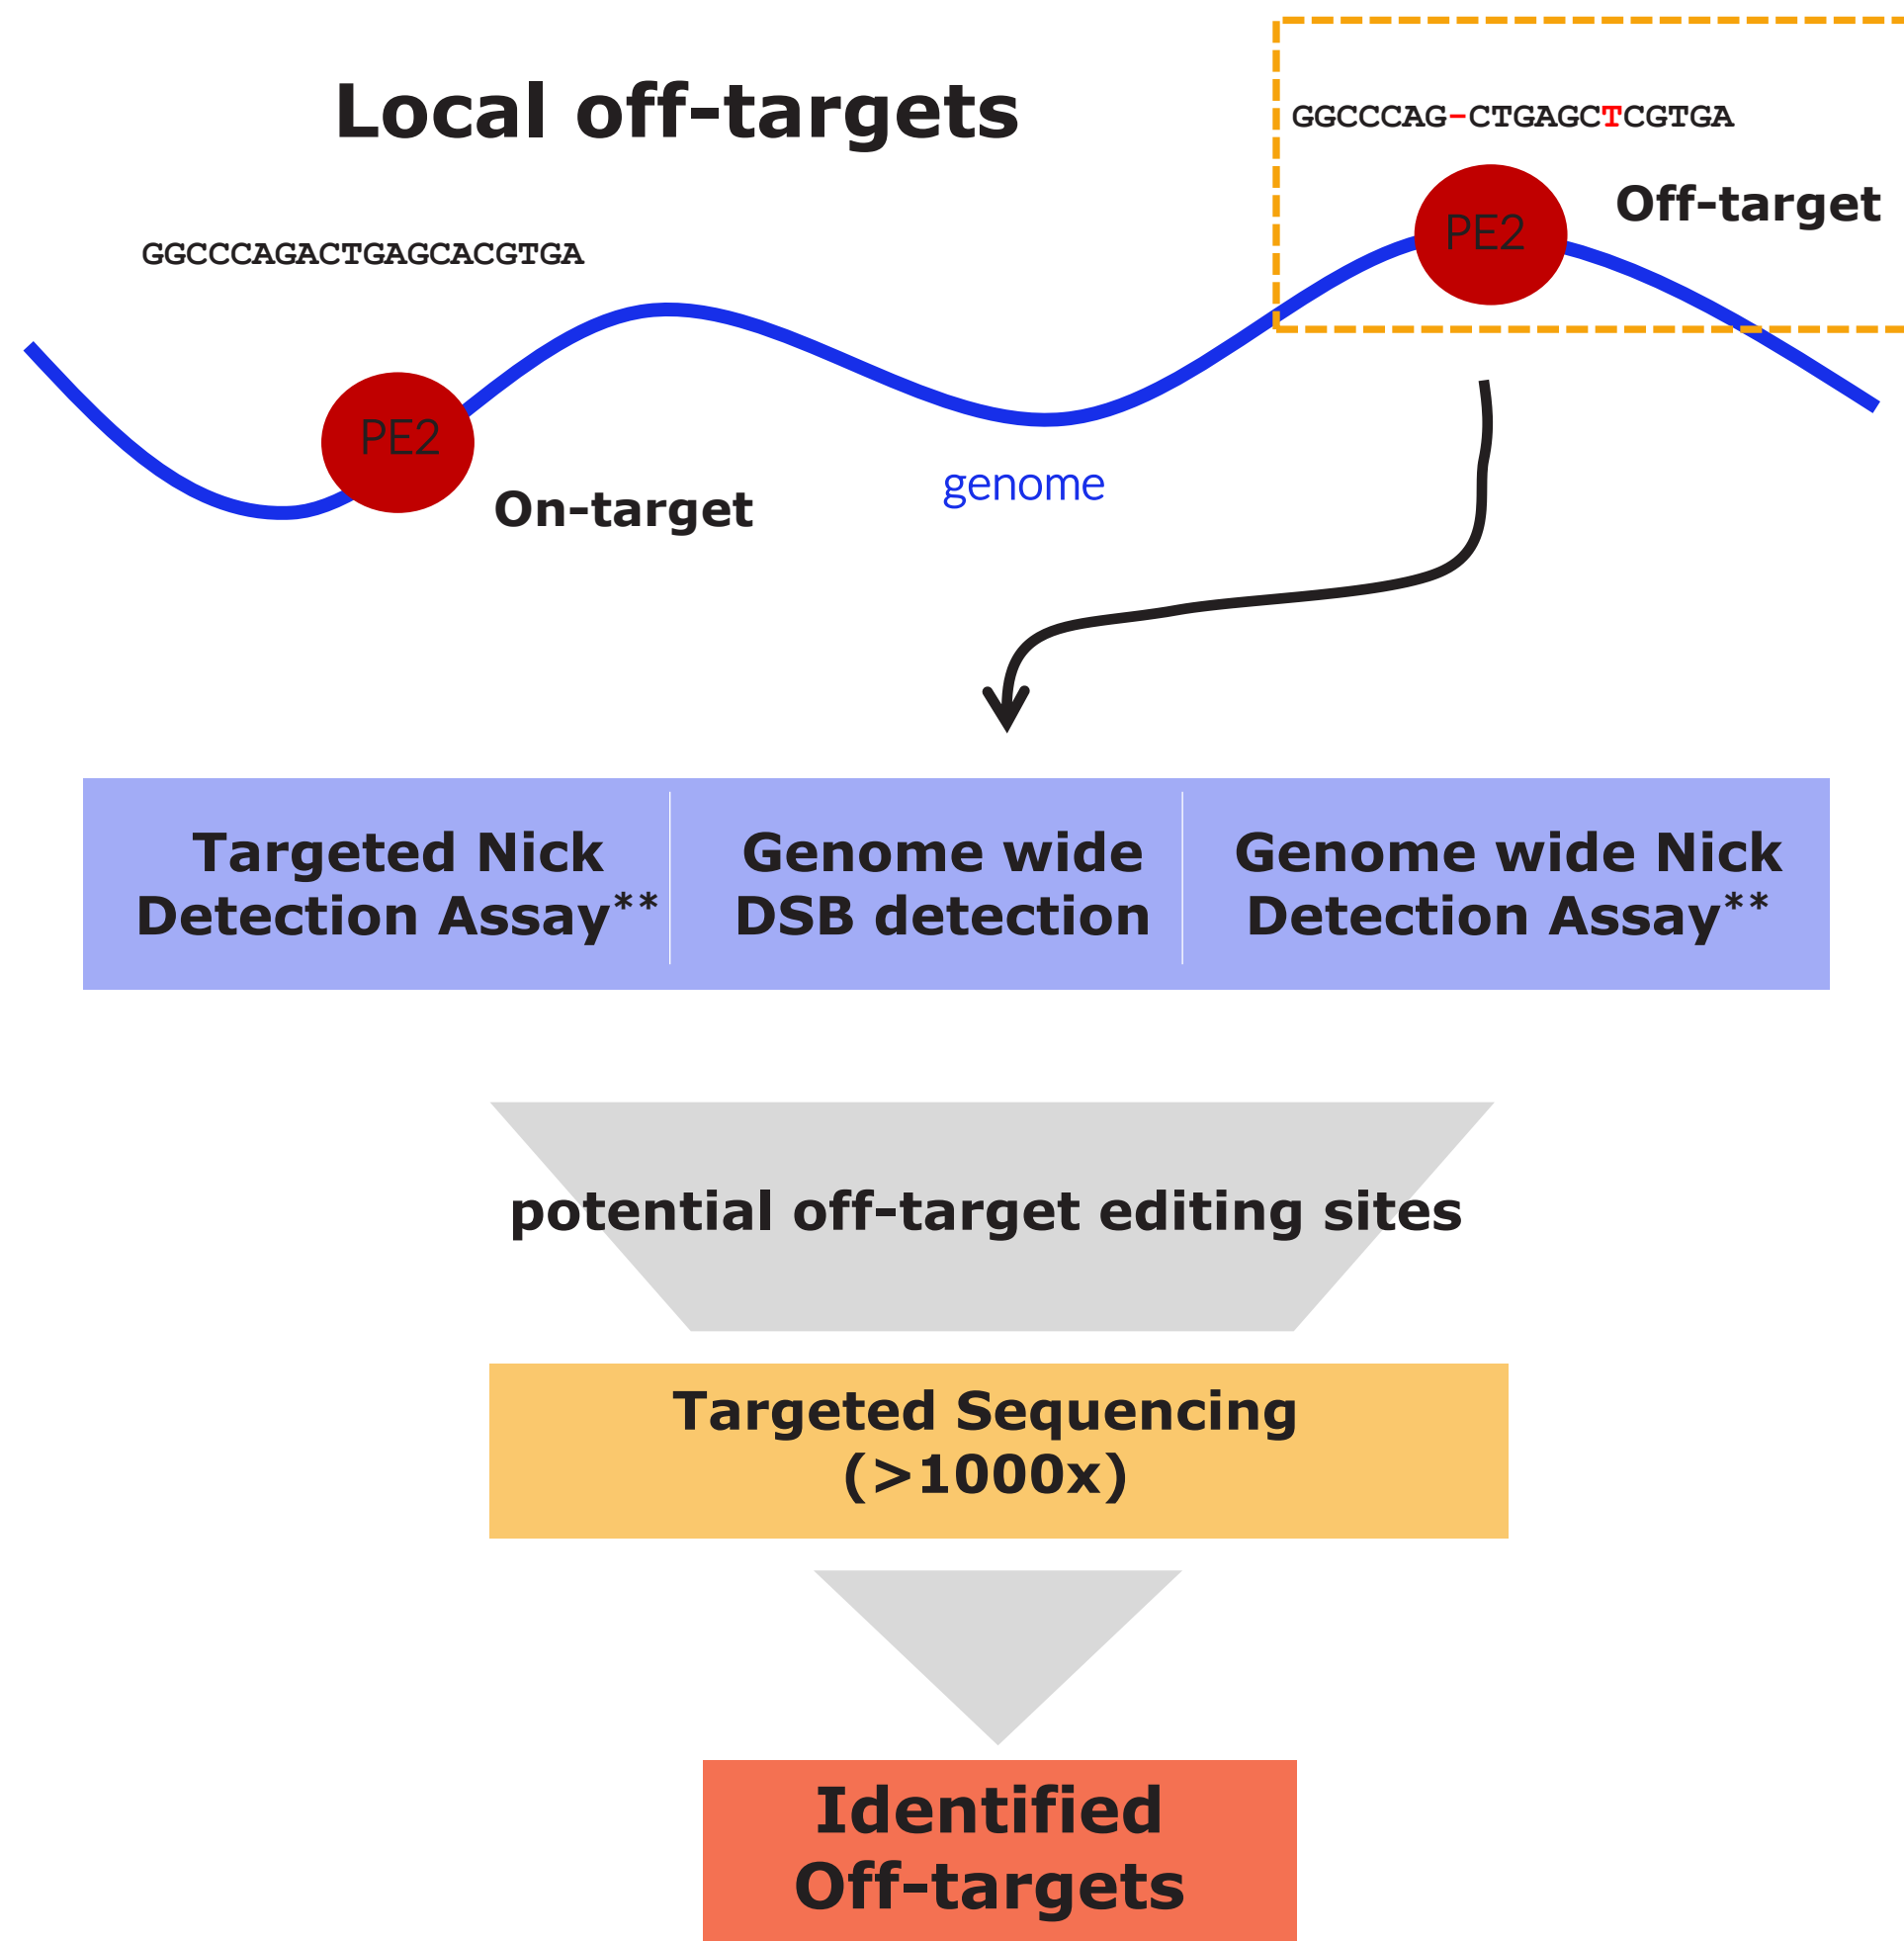 Local off-targets
GGCCCAG-CTGAGCTCGTGA
PE2
Off-target
GGCCCAGACTGAGCACGTGA
PE2
On-target
genome
Targeted Nick
Detection Assay**
Genome wide
DSB detection
Genome wide Nick
Detection Assay**
potential off-target editing sites
Targeted Sequencing
(>1000x)
Identified
Off-targets